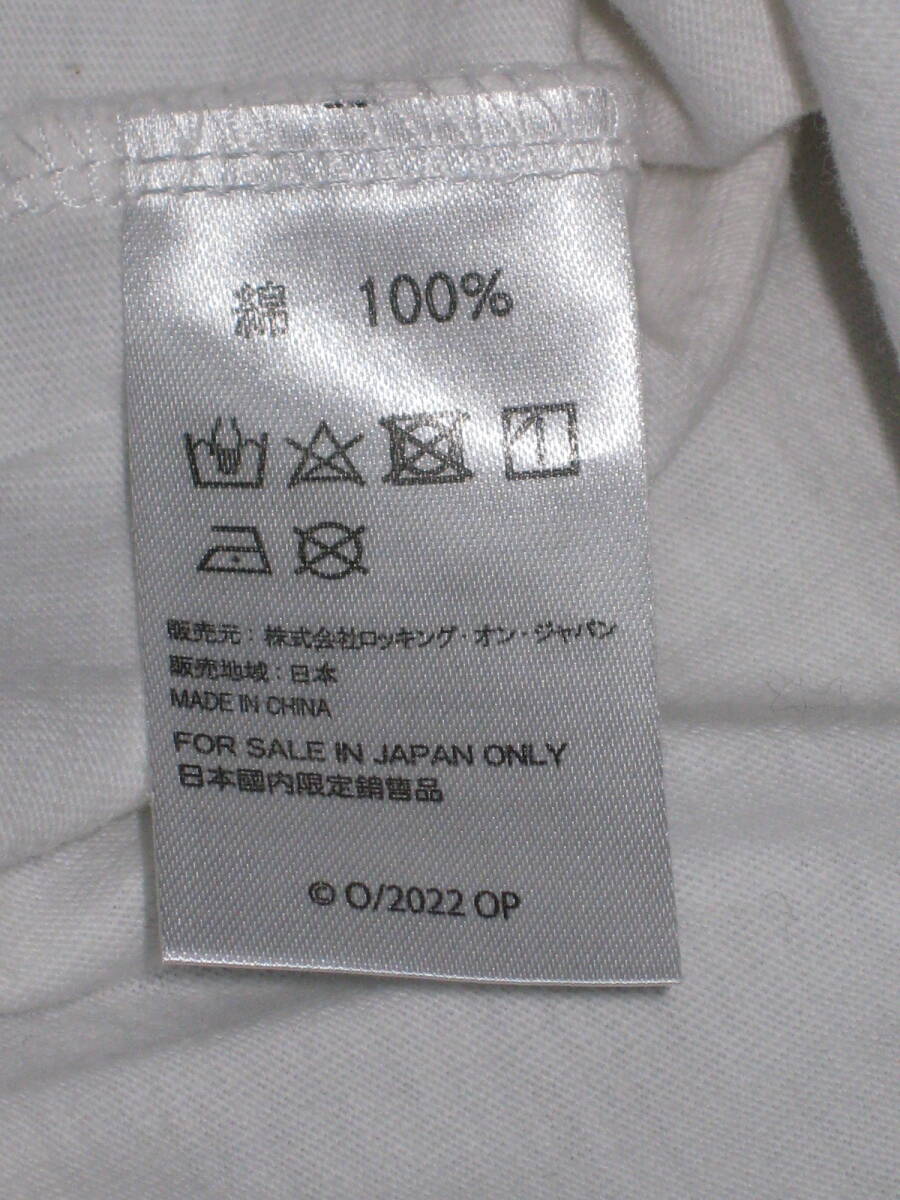 綿 100%
販売元：株式会社ロッキング・オン・ジャパン
販売地域：日本
MADE IN CHINA
FOR SALE IN JAPAN ONLY
日本國内限定銷售品
© O/2022 OP